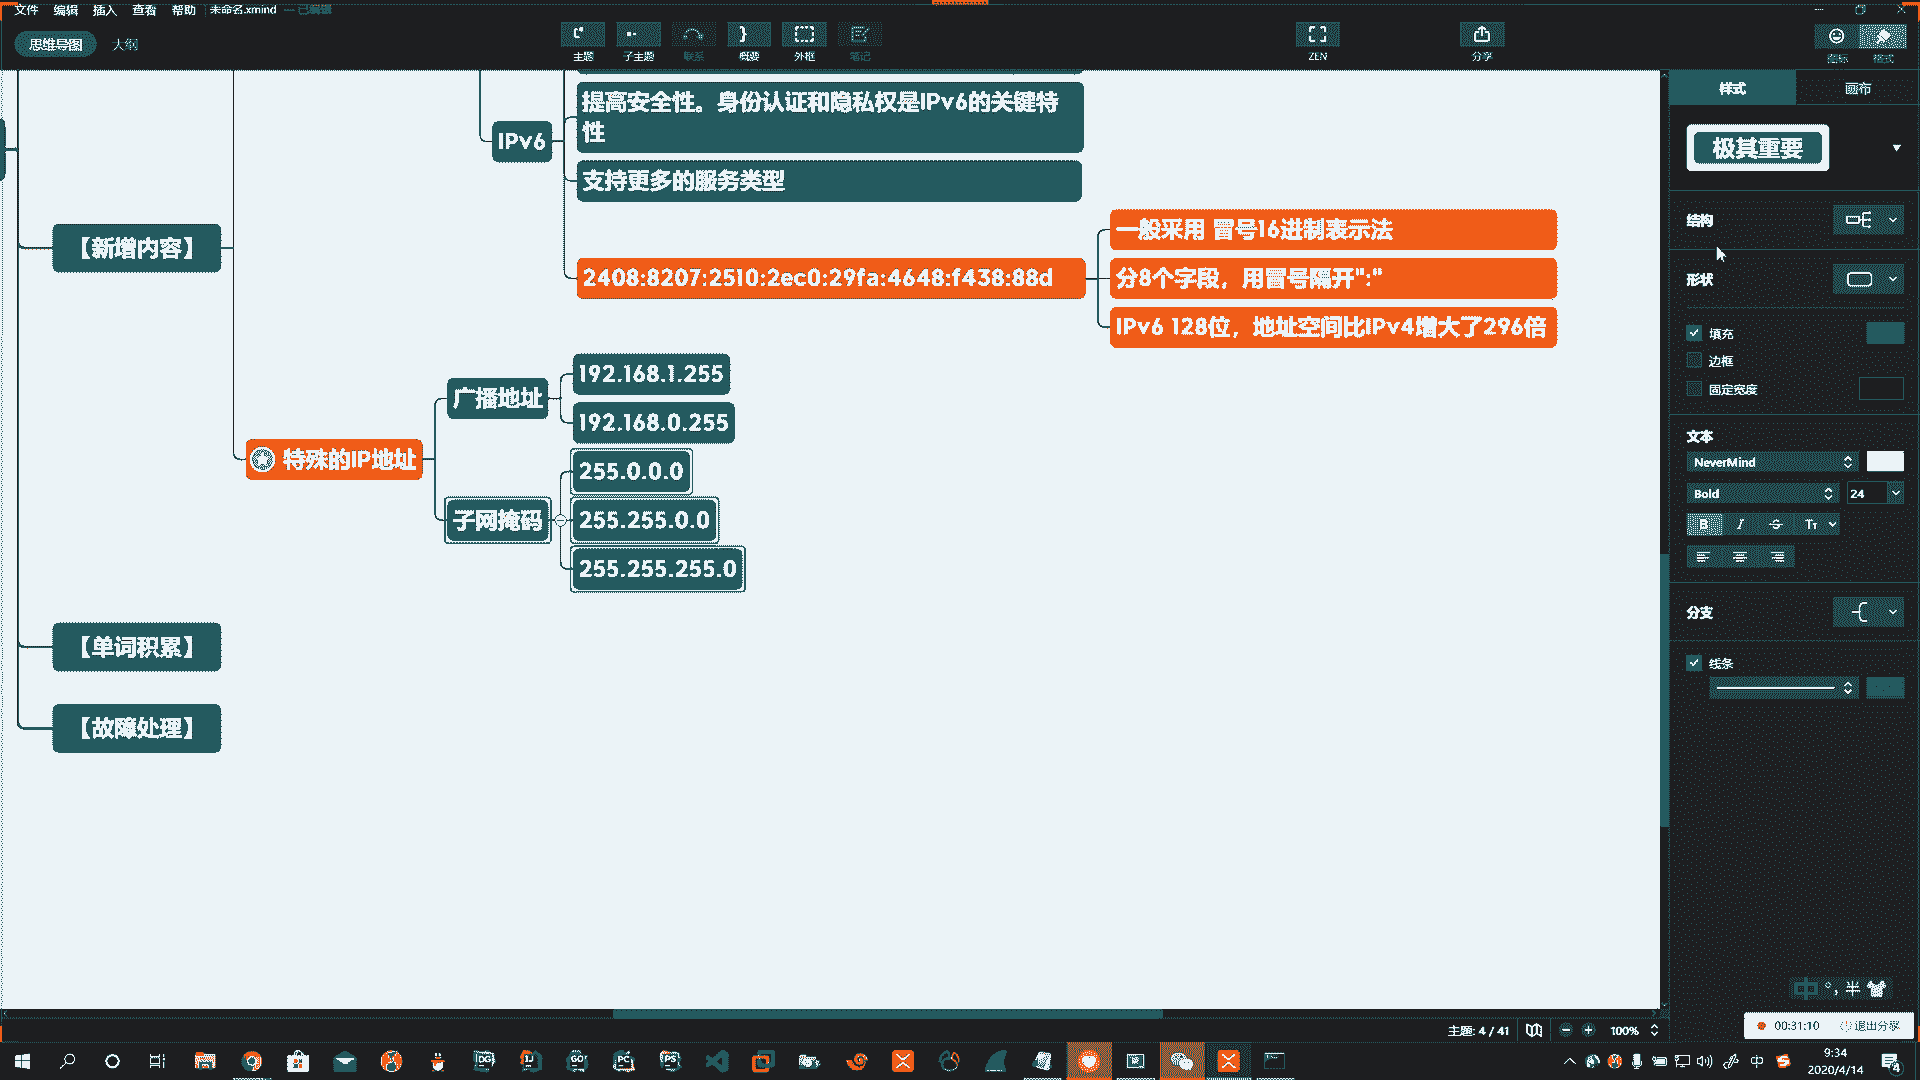 文件 编辑 插入 查看 帮助 未命名.xmind — 已编辑
思维导图 大纲
主题 子主题 联系 概要 外框 笔记 ZEN 分享 图标 格式
样式 画布
提高安全性。身份认证和隐私权是IPv6的关键特
性
IPv6
支持更多的服务类型
一般采用 冒号16进制表示法
2408:8207:2510:2ec0:29fa:4648:f438:88d
分8个字段，用冒号隔开":"
IPv6 128位，地址空间比IPv4增大了296倍
【新增内容】
广播地址
192.168.1.255
192.168.0.255
特殊的IP地址
子网掩码
255.0.0.0
255.255.0.0
255.255.255.0
【单词积累】
【故障处理】
极其重要
结构
形状
填充
边框
固定宽度
文本
NeverMind
Bold 24
B I S Tт
分支
线条
中 °, 半
主题: 4 / 41 100%
00:31:10 退出分享
DG IJ GO PC PS
中 S
9:34
2020/4/14
4